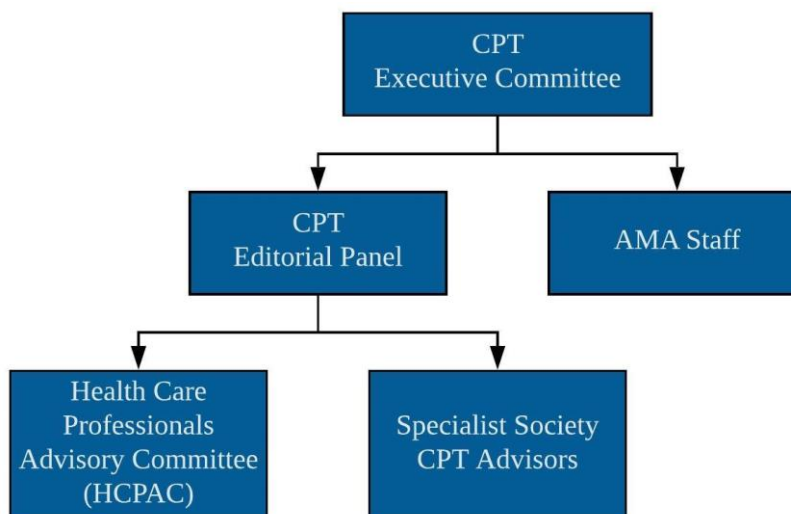 CPT
Executive Committee
CPT
Editorial Panel
AMA Staff
Health Care
Professionals
Advisory Committee
(HCPAC)
Specialist Society
CPT Advisors